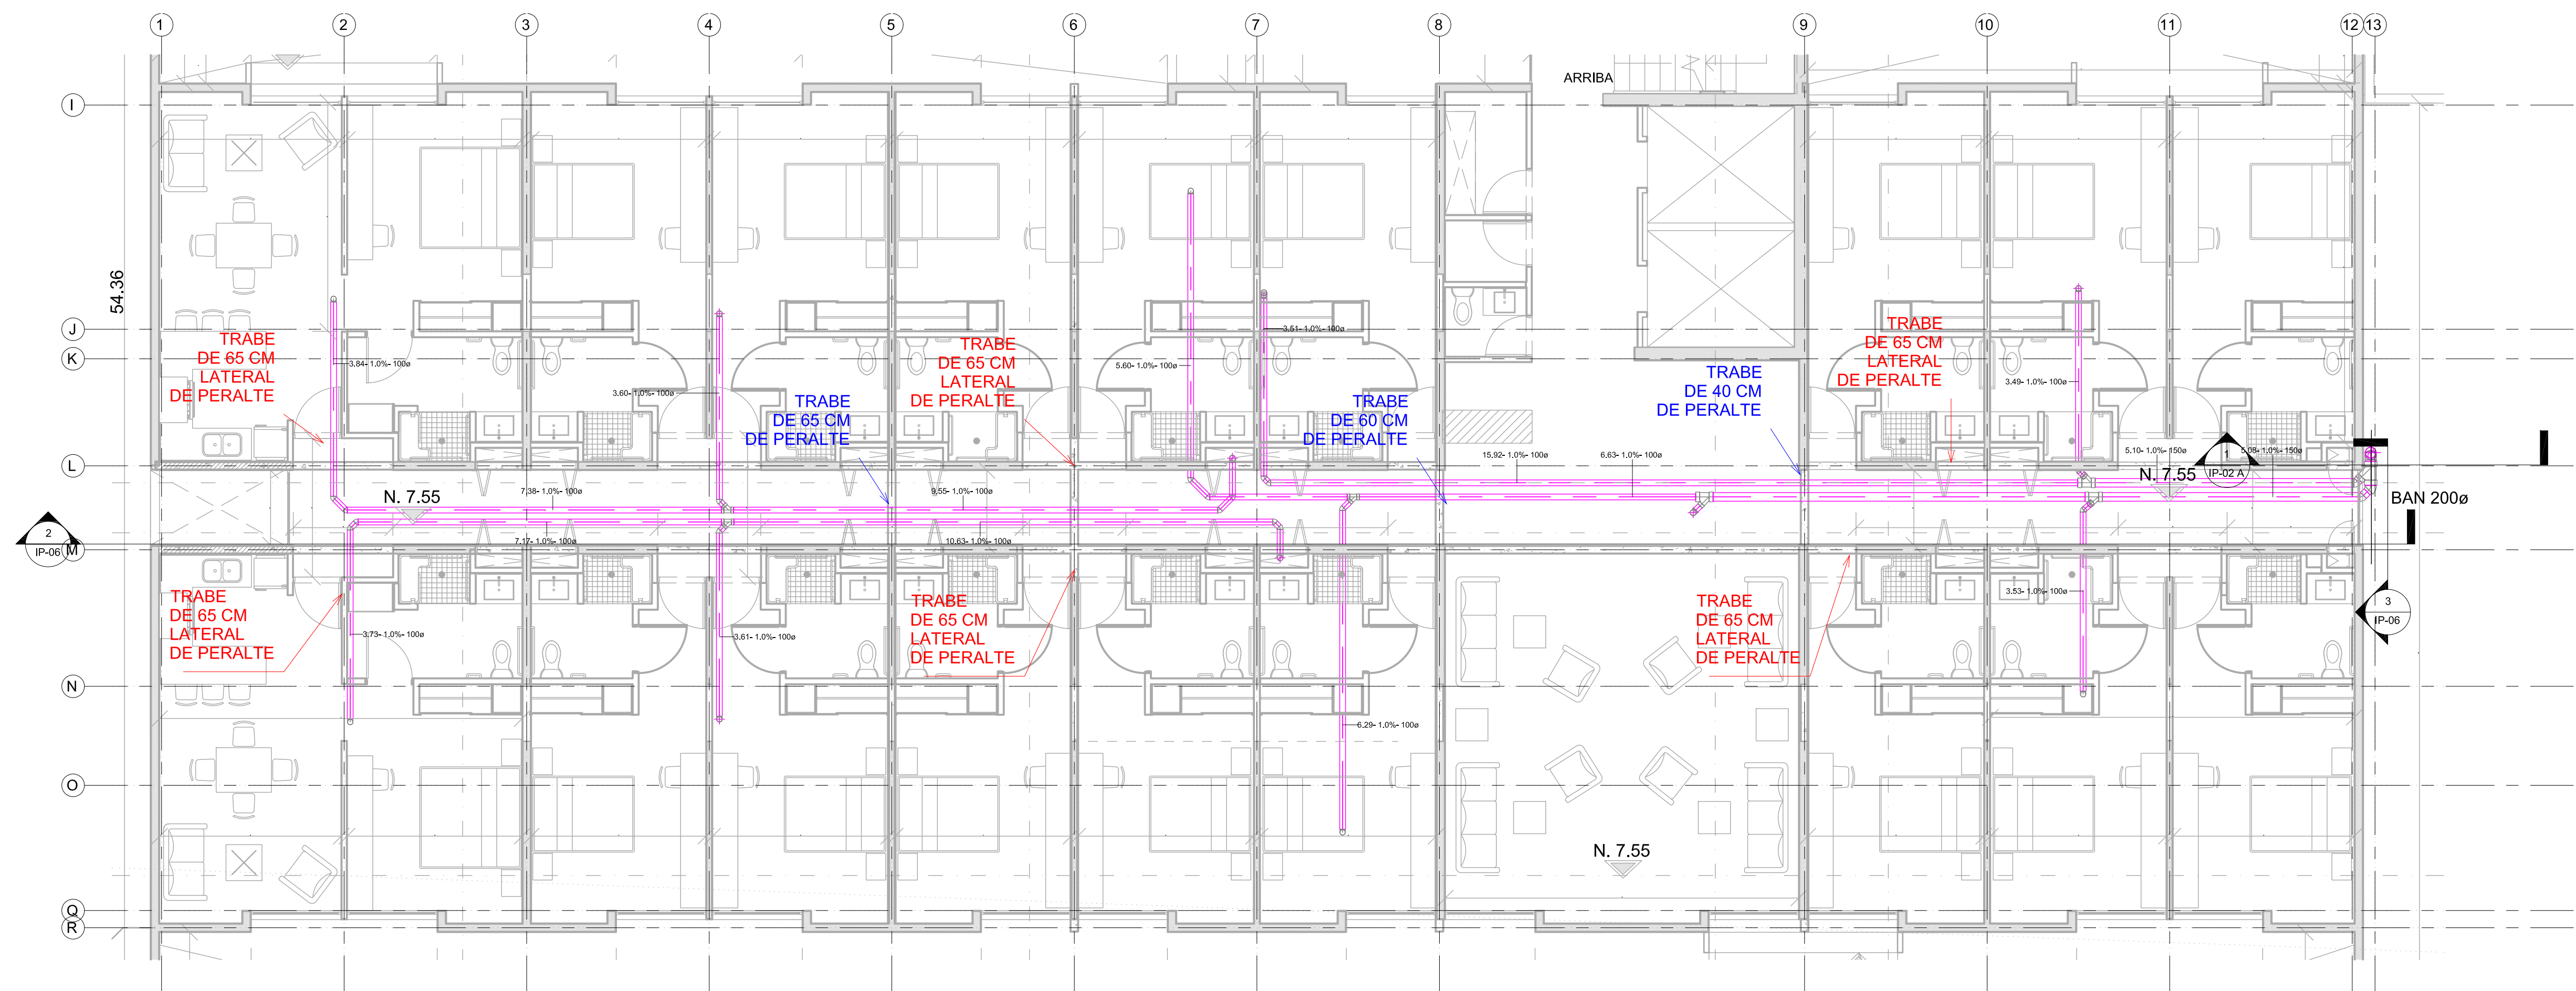 1 2 3 4 5 6 7 8 9 10 11 12 13
I
ARRIBA
54.36
J
3.51- 1.0%- 100ø
TRABE
DE 65 CM
LATERAL
DE PERALTE
K
3.84- 1.0%- 100ø
TRABE
DE 65 CM
LATERAL
DE PERALTE
5.60- 1.0%- 100ø
TRABE
DE 65 CM
LATERAL
DE PERALTE
3.60- 1.0%- 100ø
TRABE
DE 65 CM
DE PERALTE
TRABE
DE 60 CM
DE PERALTE
TRABE
DE 40 CM
DE PERALTE
3.49- 1.0%- 100ø
L
15.92- 1.0%- 100ø
6.63- 1.0%- 100ø
5.10- 1.0%- 150ø
1
IP-02 A
5.08- 1.0%- 150ø
N. 7.55
7.38- 1.0%- 100ø
9.55- 1.0%- 100ø
N. 7.55
BAN 200ø
2
IP-06
M
7.17- 1.0%- 100ø
10.63- 1.0%- 100ø
TRABE
DE 65 CM
LATERAL
DE PERALTE
3.73- 1.0%- 100ø
3.61- 1.0%- 100ø
TRABE
DE 65 CM
LATERAL
DE PERALTE
TRABE
DE 65 CM
LATERAL
DE PERALTE
3.53- 1.0%- 100ø
3
IP-06
N
6.29- 1.0%- 100ø
O
N. 7.55
Q
R